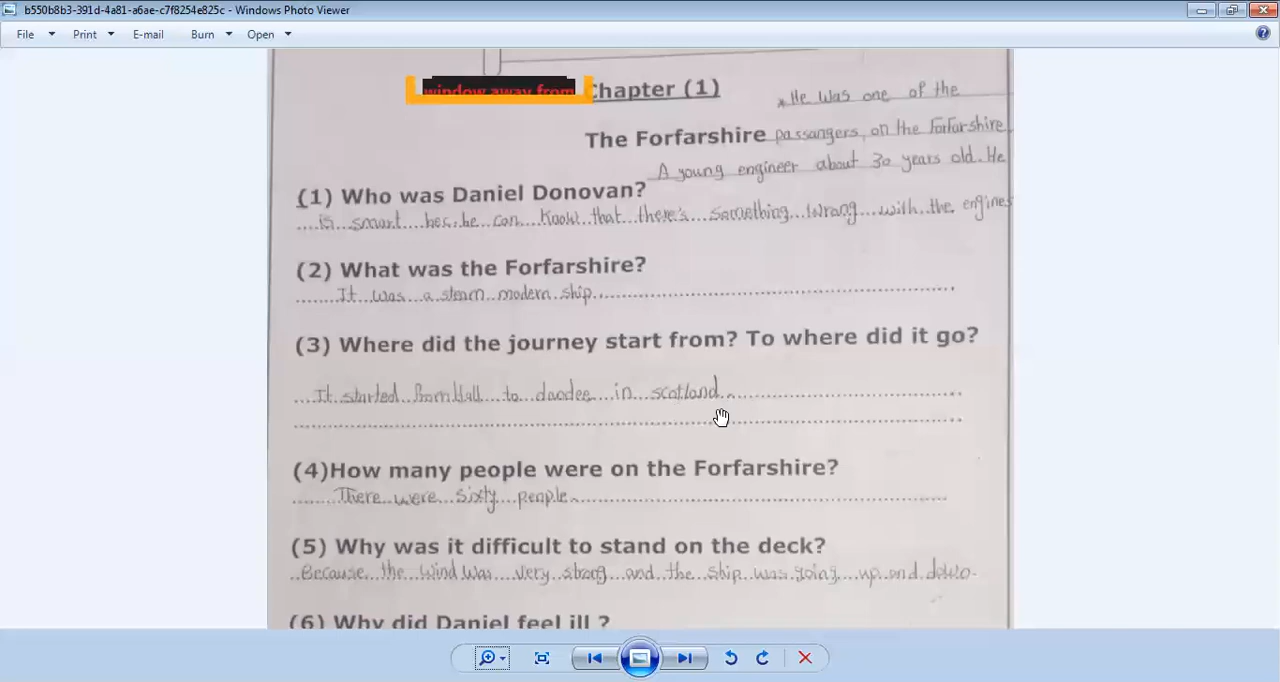 b550b8b3-391d-4a81-a6ae-c7f8254e825c - Windows Photo Viewer
File Print E-mail Burn Open
window away from
Chapter (1)
*He was one of the
The Forfarshire passangers, on the Forfarshire.
A young engineer about 30 years old. He
(1) Who was Daniel Donovan?
is smart bec. he can know that there's something wrong with the engines
(2) What was the Forfarshire?
It was a steam modern ship.
(3) Where did the journey start from? To where did it go?
It started from Hull to dundee in scotland.
(4)How many people were on the Forfarshire?
There were sixty people.
(5) Why was it difficult to stand on the deck?
Because the wind was very strong and the ship was going up and down.
(6) Why did Daniel feel ill ?